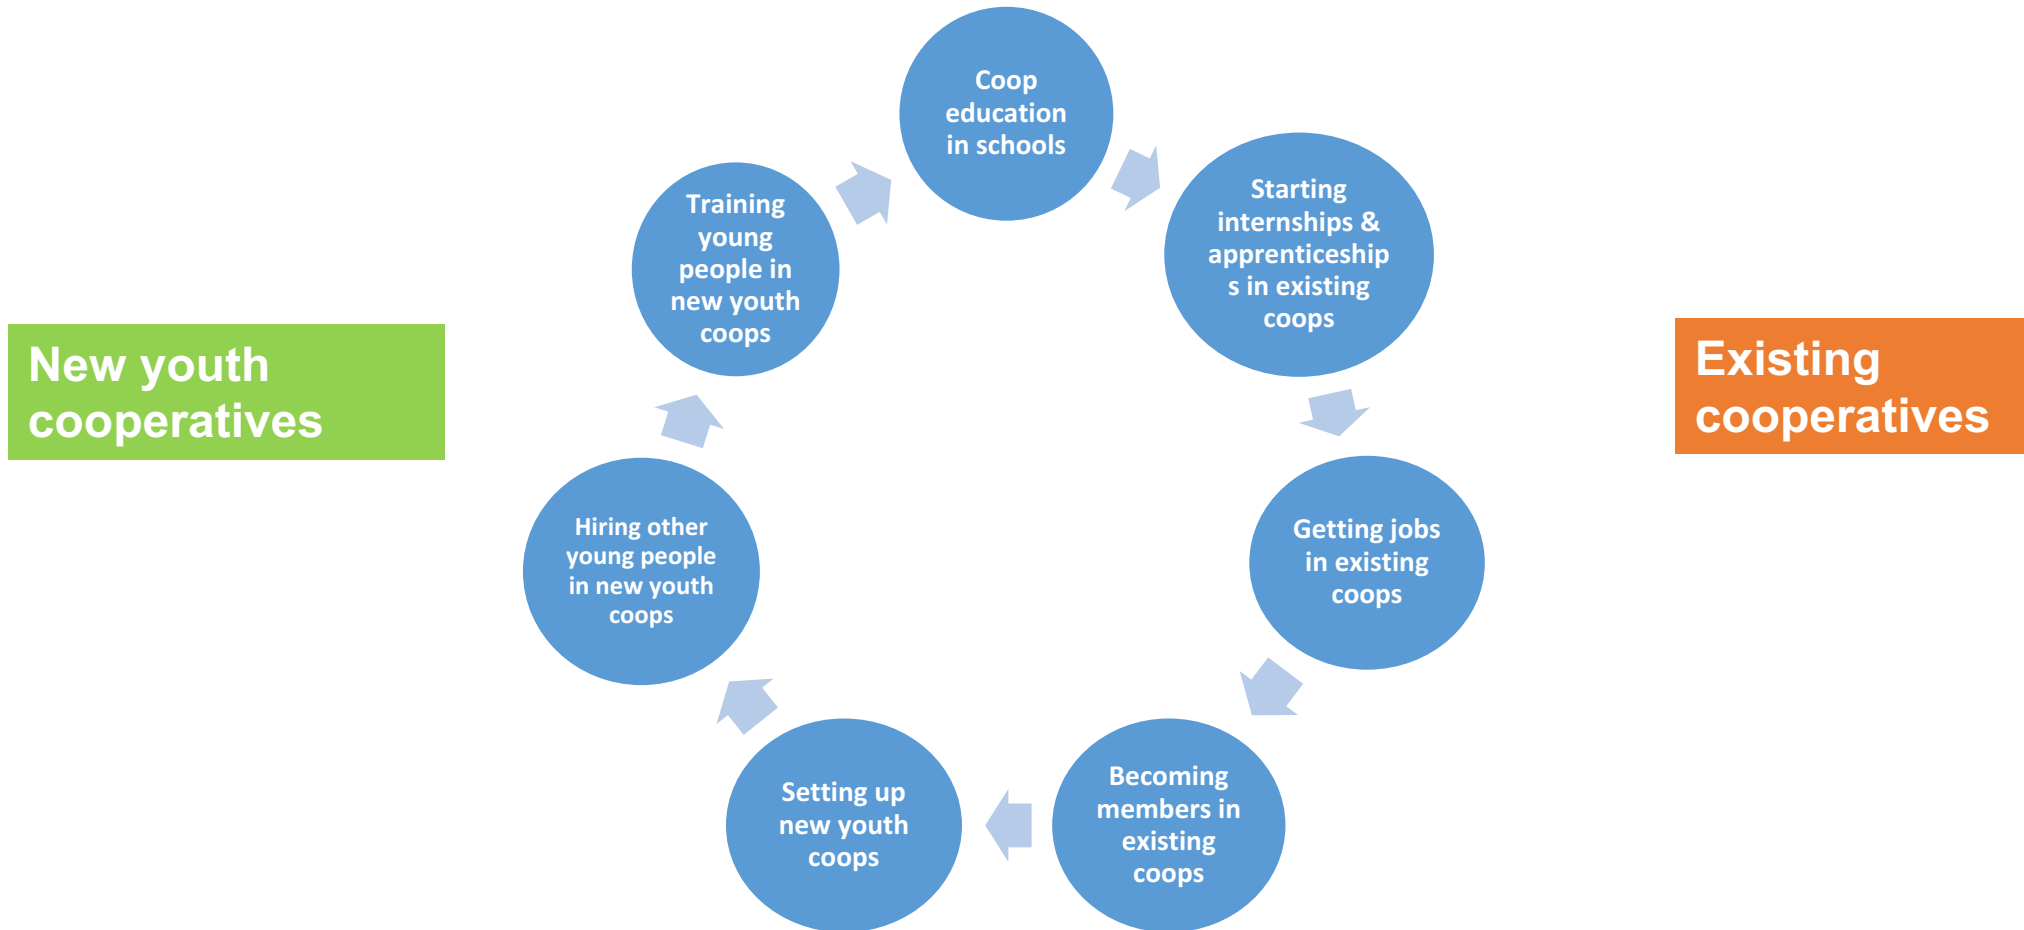 Coop
education
in schools
Starting
internships &
apprenticeship
s in existing
coops
Getting jobs
in existing
coops
Becoming
members in
existing
coops
Setting up
new youth
coops
Hiring other
young people
in new youth
coops
Training
young
people in
new youth
coops
New youth
cooperatives
Existing
cooperatives